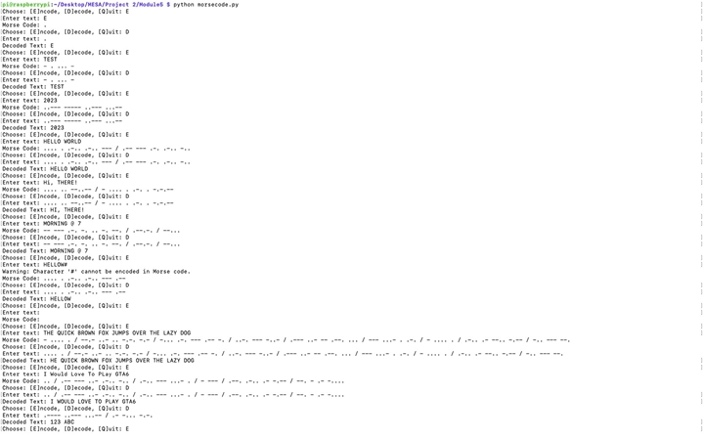 pi@raspberrypi:~/Desktop/MESA/Project 2/Module5 $ python morsecode.py
Choose: [E]ncode, [D]ecode, [Q]uit: E
Enter text: E
Morse Code: .
Choose: [E]ncode, [D]ecode, [Q]uit: D
Enter text: .
Decoded Text: E
Choose: [E]ncode, [D]ecode, [Q]uit: E
Enter text: TEST
Morse Code: - . ... -
Choose: [E]ncode, [D]ecode, [Q]uit: D
Enter text: - . ... -
Decoded Text: TEST
Choose: [E]ncode, [D]ecode, [Q]uit: E
Enter text: 2023
Morse Code: ..--- ----- ..--- ...--
Choose: [E]ncode, [D]ecode, [Q]uit: D
Enter text: ..--- ----- ..--- ...--
Decoded Text: 2023
Choose: [E]ncode, [D]ecode, [Q]uit: E
Enter text: HELLO WORLD
Morse Code: .... . .-.. .-.. --- / .-- --- .-. .-.. -..
Choose: [E]ncode, [D]ecode, [Q]uit: D
Enter text: .... . .-.. .-.. --- / .-- --- .-. .-.. -..
Decoded Text: HELLO WORLD
Choose: [E]ncode, [D]ecode, [Q]uit: E
Enter text: Hi, THERE!
Morse Code: .... .. --..-- / - .... . .-. . -.-.--
Choose: [E]ncode, [D]ecode, [Q]uit: D
Enter text: .... .. --..-- / - .... . .-. . -.-.--
Decoded Text: HI, THERE!
Choose: [E]ncode, [D]ecode, [Q]uit: E
Enter text: MORNING @ 7
Morse Code: -- --- .-. -. .. -. --. / .--.-. / --...
Choose: [E]ncode, [D]ecode, [Q]uit: D
Enter text: -- --- .-. -. .. -. --. / .--.-. / --...
Decoded Text: MORNING @ 7
Choose: [E]ncode, [D]ecode, [Q]uit: E
Enter text: HELLOW#
Warning: Character '#' cannot be encoded in Morse code.
Morse Code: .... . .-.. .-.. --- .--
Choose: [E]ncode, [D]ecode, [Q]uit: D
Enter text: .... . .-.. .-.. --- .--
Decoded Text: HELLOW
Choose: [E]ncode, [D]ecode, [Q]uit: E
Enter text:
Morse Code:
Choose: [E]ncode, [D]ecode, [Q]uit: E
Enter text: THE QUICK BROWN FOX JUMPS OVER THE LAZY DOG
Morse Code: - .... . / --.- ..- .. -.-. -.- / -... .-. --- .-- -. / ..-. --- -..- / .--- ..- -- .--. ... / --- ...- . .-. / - .... . / .-.. .- --.. -.-- / -.. --- --.
Choose: [E]ncode, [D]ecode, [Q]uit: D
Enter text: .... . / --.- ..- .. -.-. -.- / -... .-. --- .-- -. / ..-. --- -..- / .--- ..- -- .--. ... / --- ...- . .-. / - .... . / .-.. .- --.. -.-- / -.. --- --.
Decoded Text: HE QUICK BROWN FOX JUMPS OVER THE LAZY DOG
Choose: [E]ncode, [D]ecode, [Q]uit: E
Enter text: I Would Love To PLay GTA6
Morse Code: .. / .-- --- ..- .-.. -.. / .-.. --- ...- . / - --- / .--. .-.. .- -.-- / --. - .- -....
Choose: [E]ncode, [D]ecode, [Q]uit: D
Enter text: .. / .-- --- ..- .-.. -.. / .-.. --- ...- . / - --- / .--. .-.. .- -.-- / --. - .- -....
Decoded Text: I WOULD LOVE TO PLAY GTA6
Choose: [E]ncode, [D]ecode, [Q]uit: D
Enter text: .---- ..--- ...-- / .- -... -.-.
Decoded Text: 123 ABC
Choose: [E]ncode, [D]ecode, [Q]uit: E